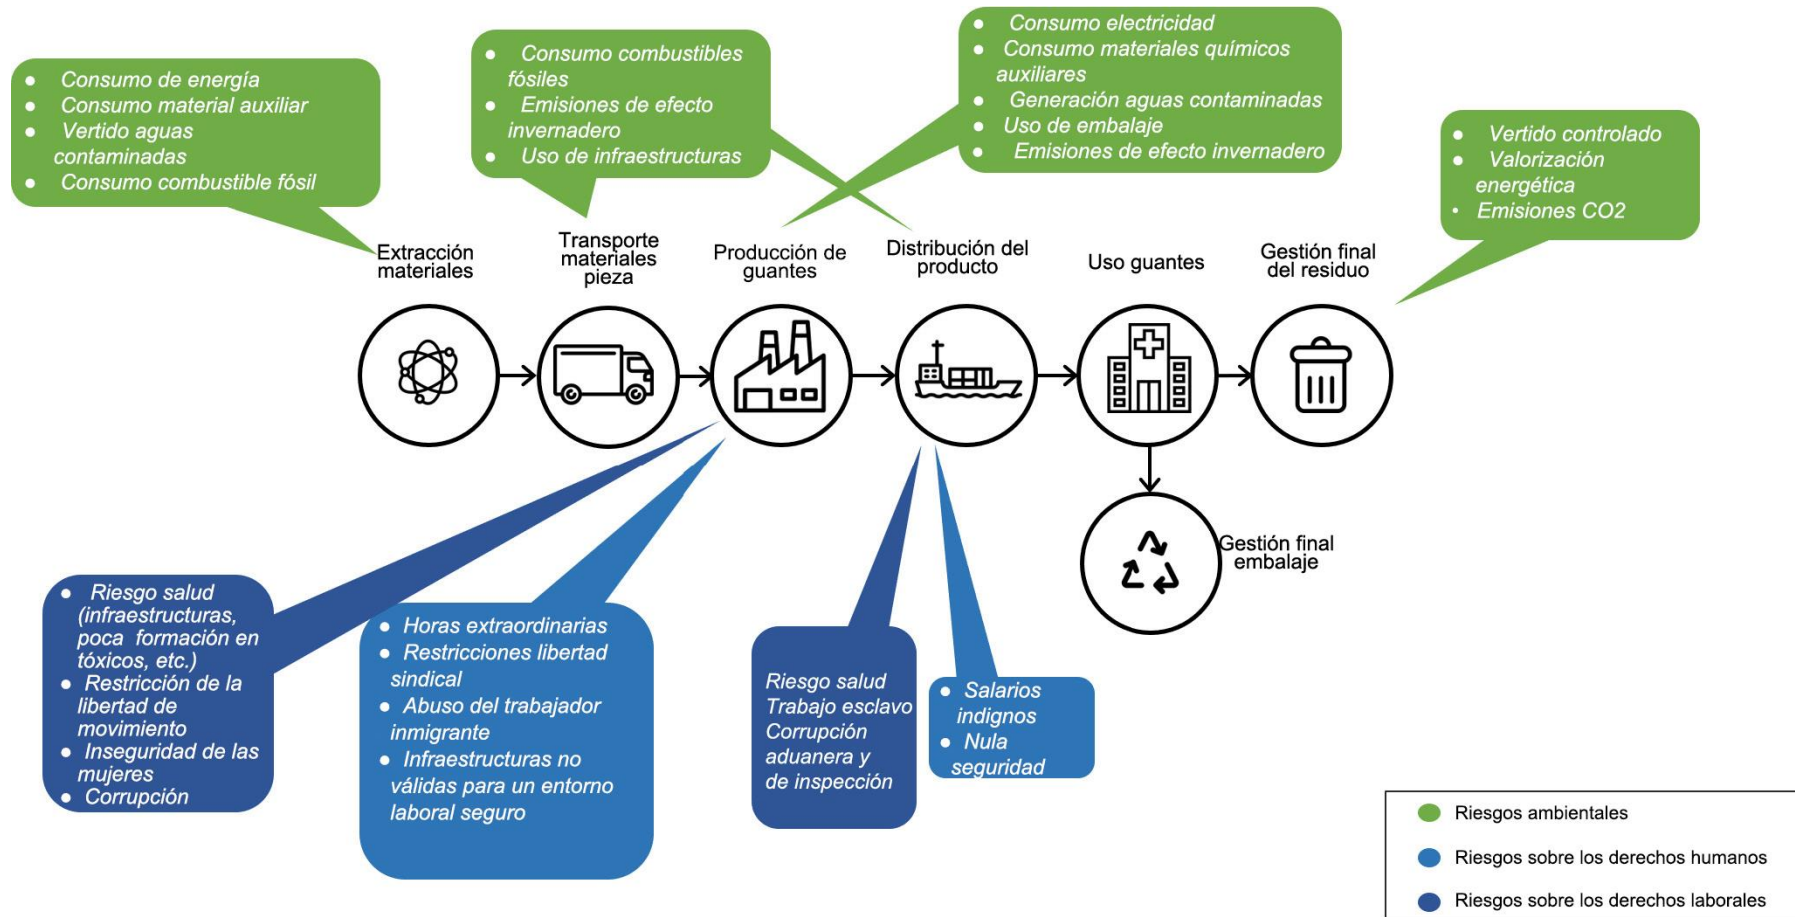 ● Consumo de energía
● Consumo material auxiliar
● Vertido aguas
contaminadas
● Consumo combustible fósil
● Consumo combustibles
fósiles
● Emisiones de efecto
invernadero
● Uso de infraestructuras
● Consumo electricidad
● Consumo materiales químicos
auxiliares
● Generación aguas contaminadas
● Uso de embalaje
● Emisiones de efecto invernadero
● Vertido controlado
● Valorización
energética
• Emisiones CO2
Extracción
materiales
Transporte
materiales
pieza
Producción de
guantes
Distribución del
producto
Uso guantes
Gestión final
del residuo
Gestión final
embalaje
● Riesgo salud
(infraestructuras,
poca formación en
tóxicos, etc.)
● Restricción de la
libertad de
movimiento
● Inseguridad de las
mujeres
● Corrupción
● Horas extraordinarias
● Restricciones libertad
sindical
● Abuso del trabajador
inmigrante
● Infraestructuras no
válidas para un entorno
laboral seguro
Riesgo salud
Trabajo esclavo
Corrupción
aduanera y
de inspección
● Salarios
indignos
● Nula
seguridad
Riesgos ambientales
Riesgos sobre los derechos humanos
Riesgos sobre los derechos laborales